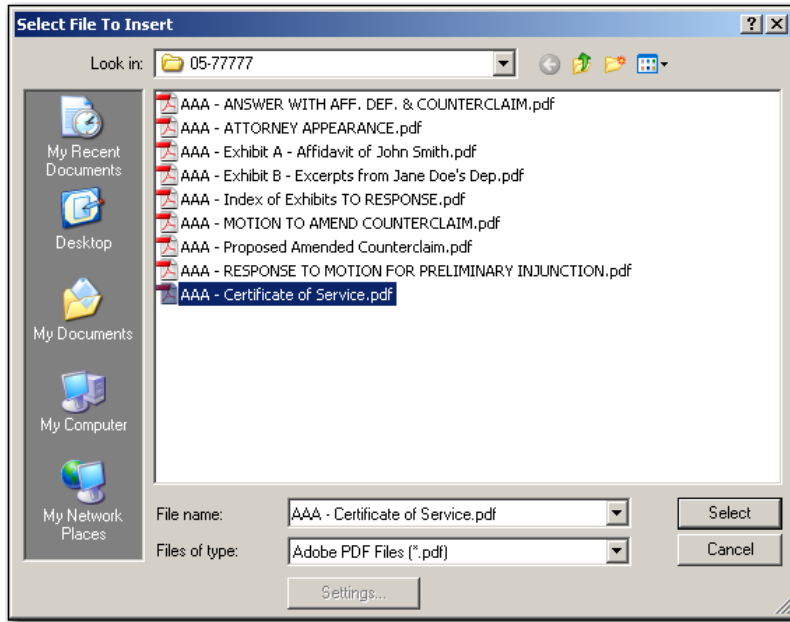 Select File To Insert
Look in: 05-77777
My Recent
Documents
Desktop
My Documents
My Computer
My Network
Places
AAA - ANSWER WITH AFF. DEF. & COUNTERCLAIM.pdf
AAA - ATTORNEY APPEARANCE.pdf
AAA - Exhibit A - Affidavit of John Smith.pdf
AAA - Exhibit B - Excerpts from Jane Doe's Dep.pdf
AAA - Index of Exhibits TO RESPONSE.pdf
AAA - MOTION TO AMEND COUNTERCLAIM.pdf
AAA - Proposed Amended Counterclaim.pdf
AAA - RESPONSE TO MOTION FOR PRELIMINARY INJUNCTION.pdf
AAA - Certificate of Service.pdf
File name: AAA - Certificate of Service.pdf Select
Files of type: Adobe PDF Files (*.pdf) Cancel
Settings...